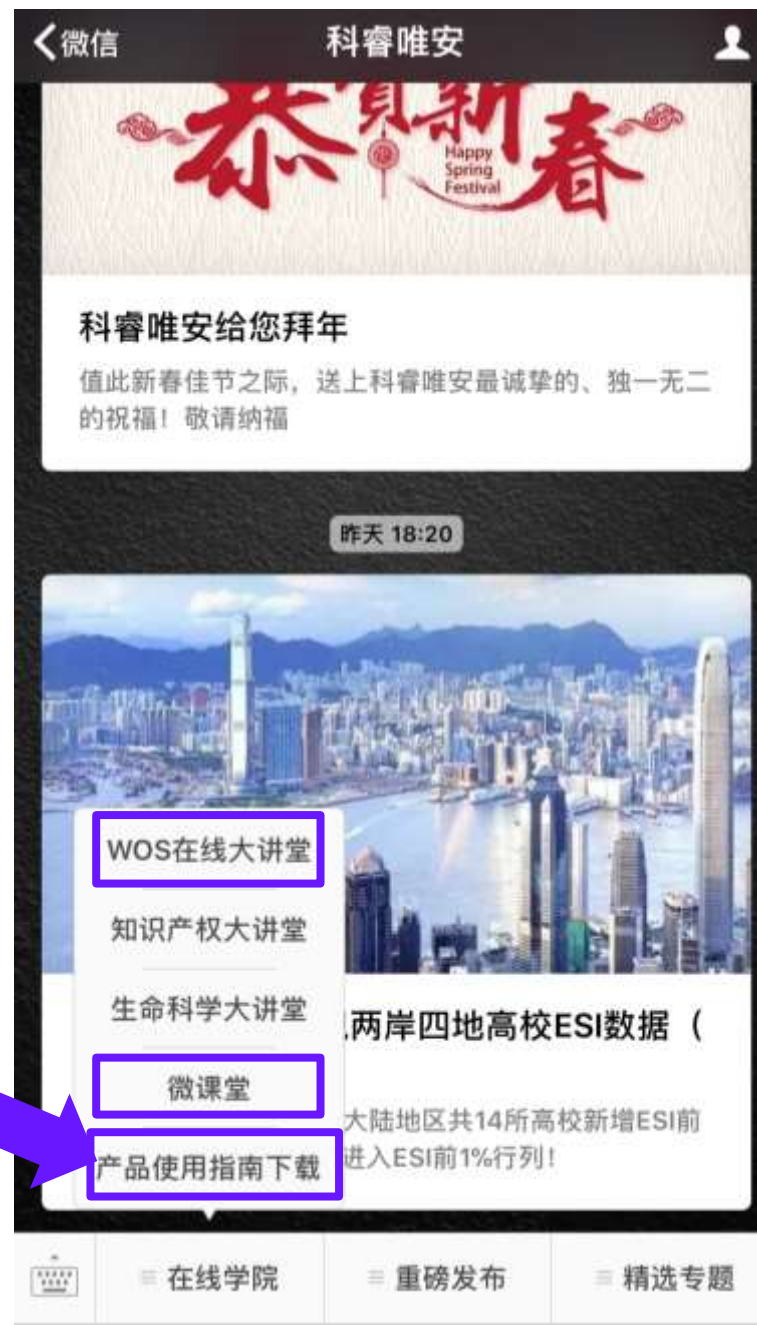 微信
科睿唯安
恭賀新春
Happy
Spring
Festival
科睿唯安给您拜年
值此新春佳节之际，送上科睿唯安最诚挚的、独一无二
的祝福！敬请纳福
昨天 18:20
WOS在线大讲堂
知识产权大讲堂
生命科学大讲堂
两岸四地高校ESI数据（
微课堂
大陆地区共14所高校新增ESI前
产品使用指南下载
进入ESI前1%行列！
在线学院
重磅发布
精选专题